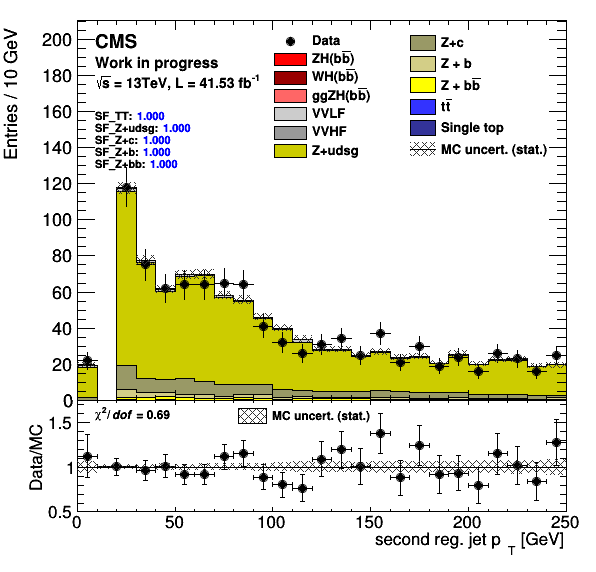 CMS
Work in progress
√s = 13TeV, L = 41.53 fb⁻¹
SF_TT: 1.000
SF_Z+udsg: 1.000
SF_Z+c: 1.000
SF_Z+b: 1.000
SF_Z+bb: 1.000
Data
ZH(bb̅)
WH(bb̅)
ggZH(bb̅)
VVLF
VVHF
Z+udsg
Z+c
Z + b
Z + bb̅
tt̅
Single top
MC uncert. (stat.)
Entries / 10 GeV
200
180
160
140
120
100
80
60
40
20
0
χ²/dof = 0.69
MC uncert. (stat.)
Data/MC
1.5
1
0.5
0 50 100 150 200 250
second reg. jet p_T [GeV]